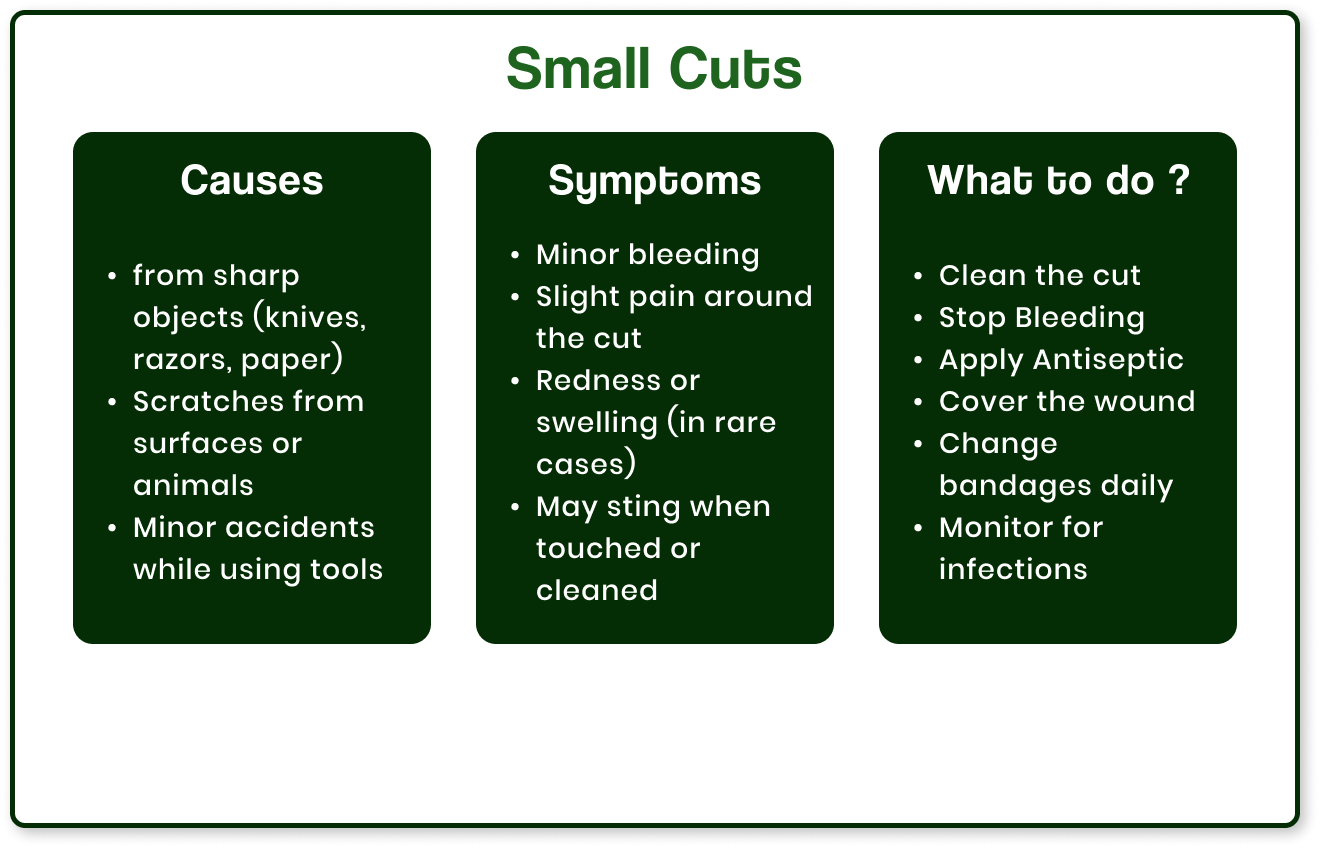 Small Cuts
Causes
• from sharp
objects (knives,
razors, paper)
• Scratches from
surfaces or
animals
• Minor accidents
while using tools
Symptoms
• Minor bleeding
• Slight pain around
the cut
• Redness or
swelling (in rare
cases)
• May sting when
touched or
cleaned
What to do ?
• Clean the cut
• Stop Bleeding
• Apply Antiseptic
• Cover the wound
• Change
bandages daily
• Monitor for
infections